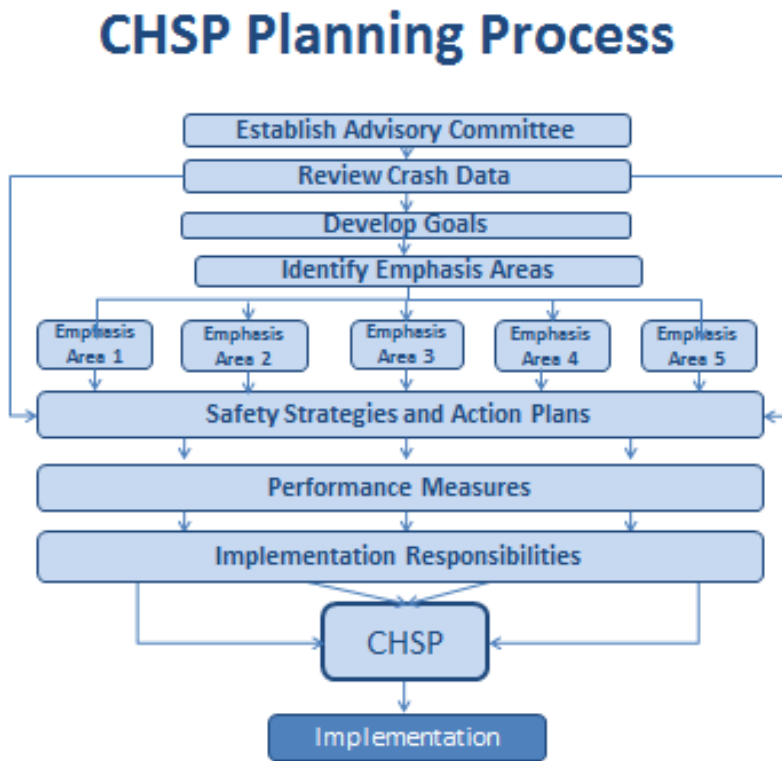 CHSP Planning Process
Establish Advisory Committee
Review Crash Data
Develop Goals
Identify Emphasis Areas
Emphasis
Area 1
Emphasis
Area 2
Emphasis
Area 3
Emphasis
Area 4
Emphasis
Area 5
Safety Strategies and Action Plans
Performance Measures
Implementation Responsibilities
CHSP
Implementation